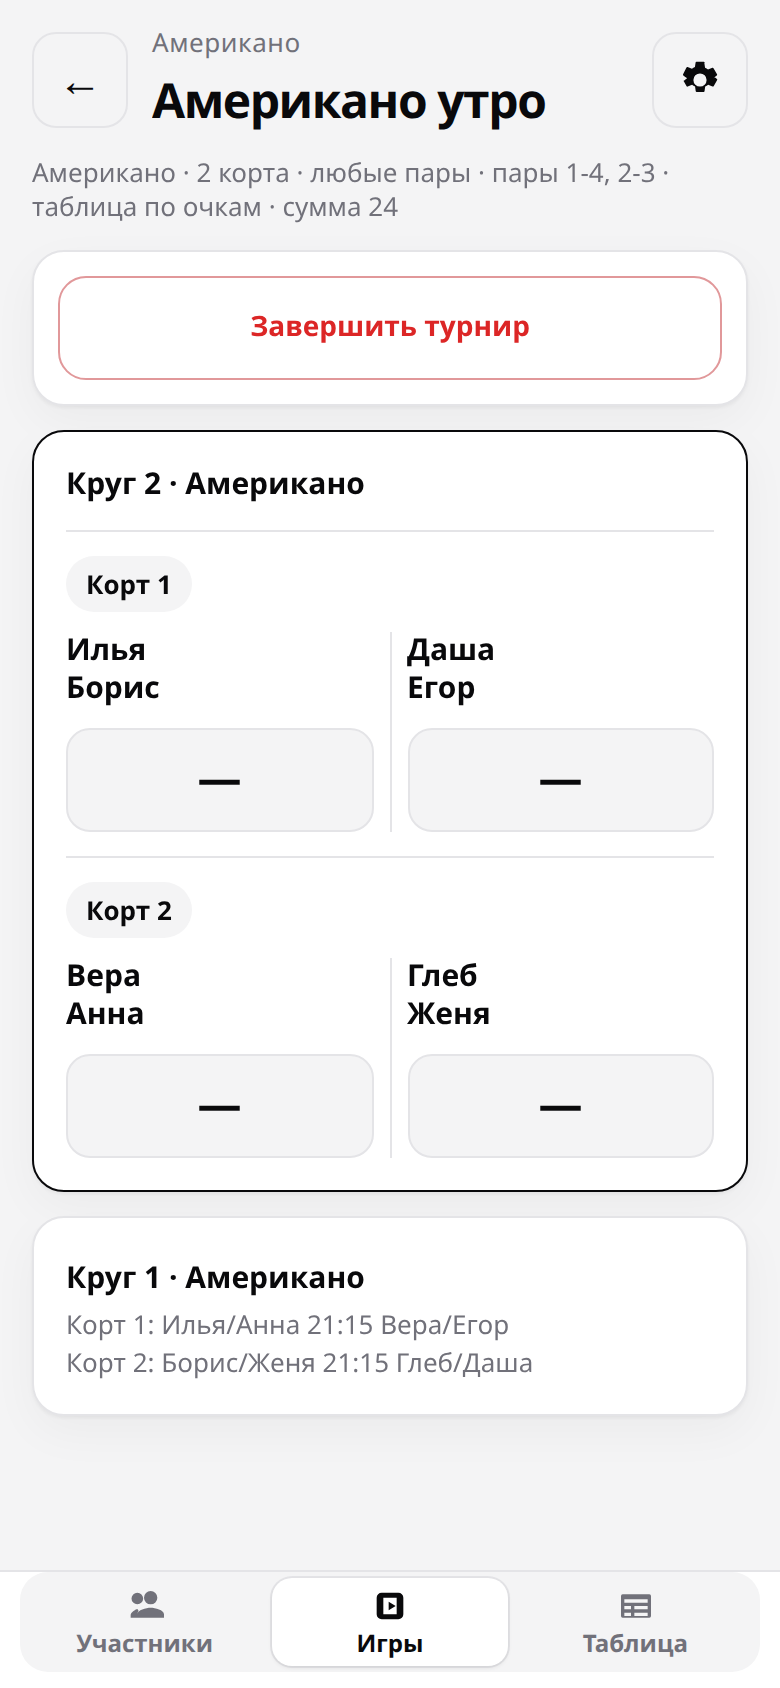 ←
Американо
Американо утро
Американо · 2 корта · любые пары · пары 1-4, 2-3 ·
таблица по очкам · сумма 24
Завершить турнир
Круг 2 · Американо
Корт 1
Илья
Борис
Даша
Егор
—
—
Корт 2
Вера
Анна
Глеб
Женя
—
—
Круг 1 · Американо
Корт 1: Илья/Анна 21:15 Вера/Егор
Корт 2: Борис/Женя 21:15 Глеб/Даша
Участники
Игры
Таблица